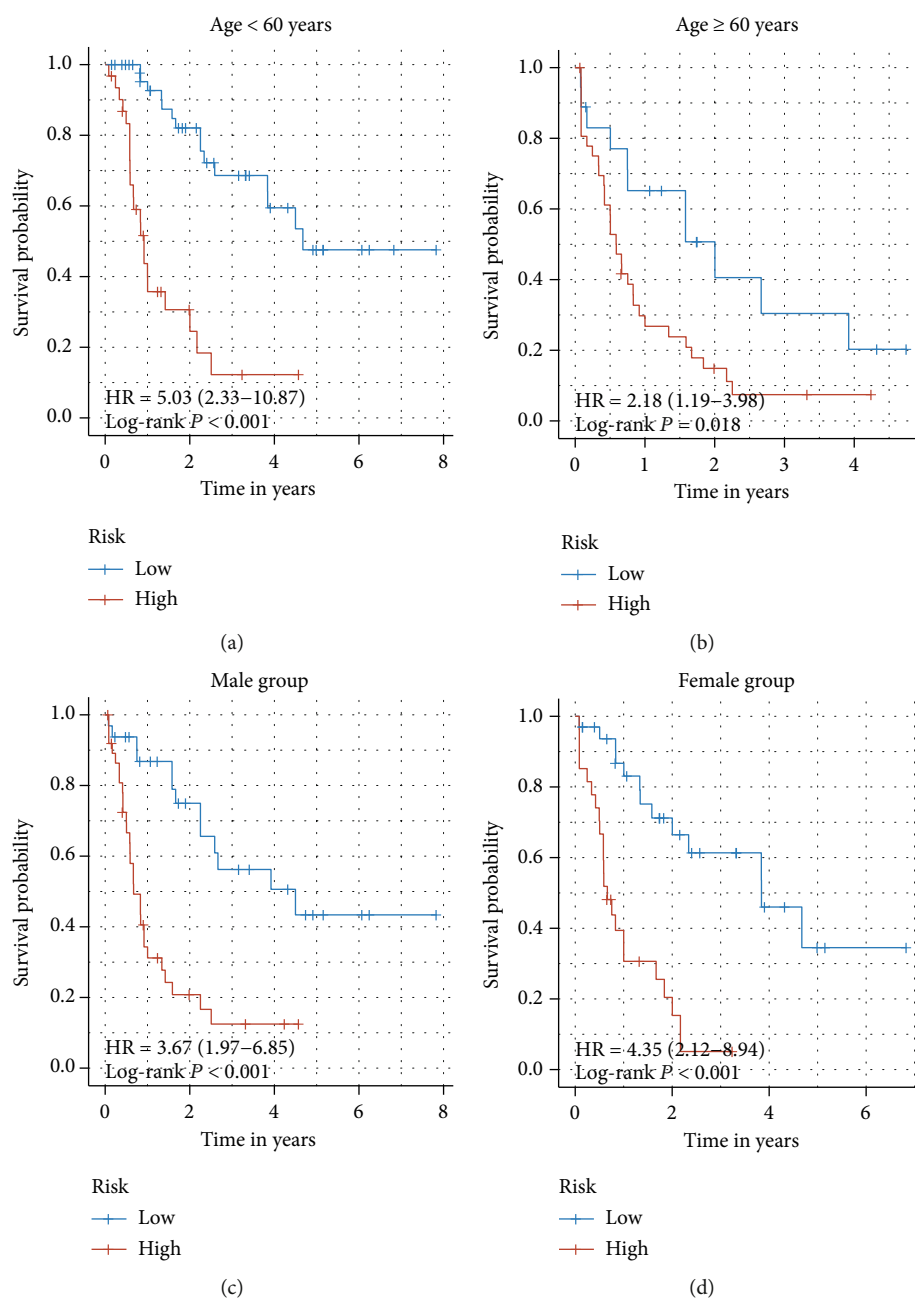 Age < 60 years
1.0
0.8
0.6
0.4
0.2
0.0
Survival probability
HR = 5.03 (2.33–10.87)
Log-rank P < 0.001
0 2 4 6 8
Time in years
Risk
Low
High
(a)
Age ≥ 60 years
1.0
0.8
0.6
0.4
0.2
0.0
Survival probability
HR = 2.18 (1.19–3.98)
Log-rank P = 0.018
0 1 2 3 4
Time in years
Risk
Low
High
(b)
Male group
1.0
0.8
0.6
0.4
0.2
0.0
Survival probability
HR = 3.67 (1.97–6.85)
Log-rank P < 0.001
0 2 4 6 8
Time in years
Risk
Low
High
(c)
Female group
1.0
0.8
0.6
0.4
0.2
0.0
Survival probability
HR = 4.35 (2.12–8.94)
Log-rank P < 0.001
0 2 4 6
Time in years
Risk
Low
High
(d)